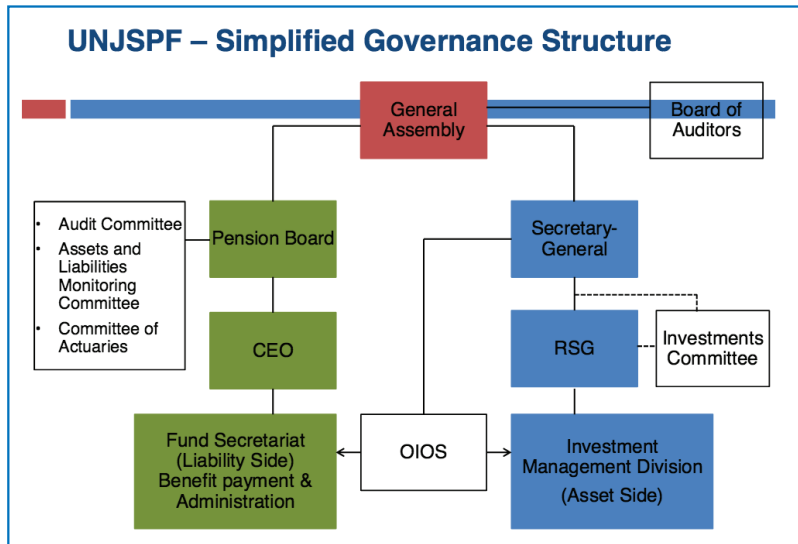 UNJSPF – Simplified Governance Structure
General
Assembly
Board of
Auditors
• Audit Committee
• Assets and
Liabilities
Monitoring
Committee
• Committee of
Actuaries
Pension Board
Secretary-
General
CEO
RSG
Investments
Committee
Fund Secretariat
(Liability Side)
Benefit payment &
Administration
OIOS
Investment
Management Division
(Asset Side)